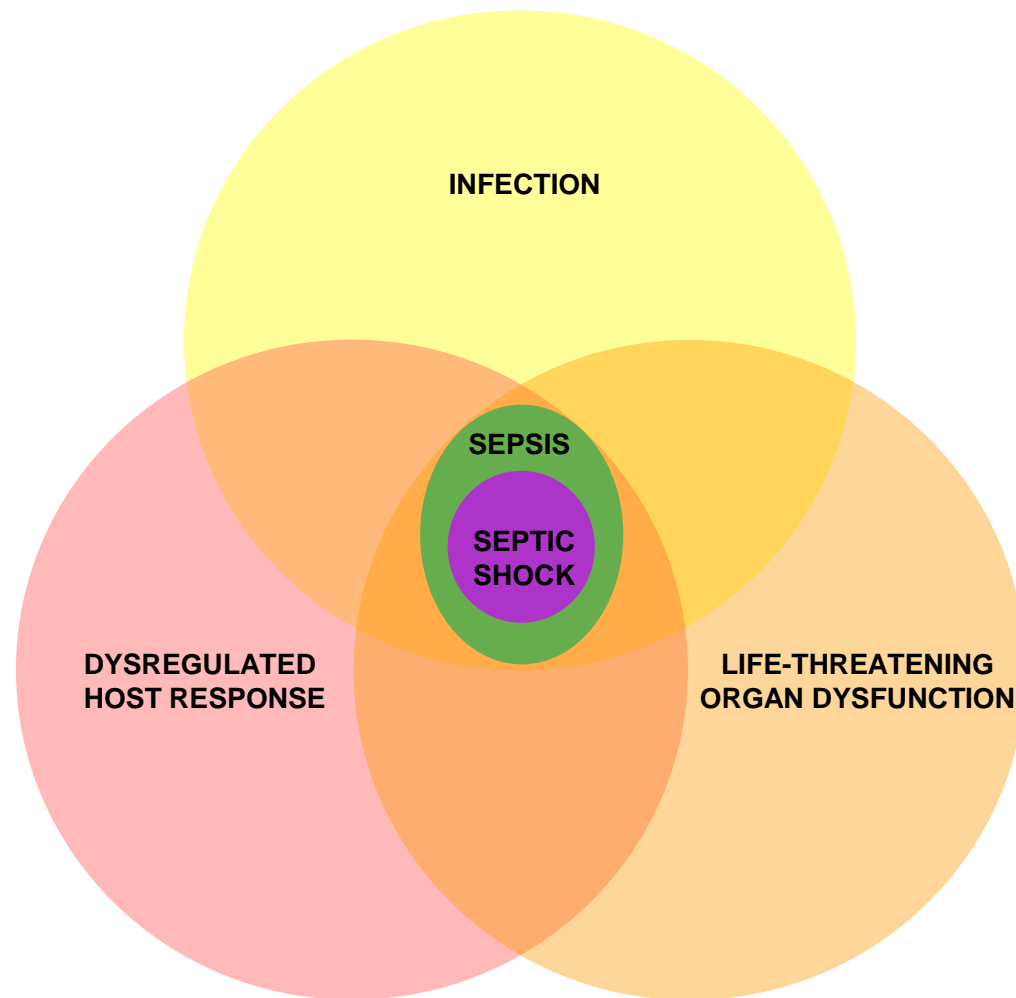 INFECTION
SEPSIS
SEPTIC
SHOCK
DYSREGULATED
HOST RESPONSE
LIFE-THREATENING
ORGAN DYSFUNCTION